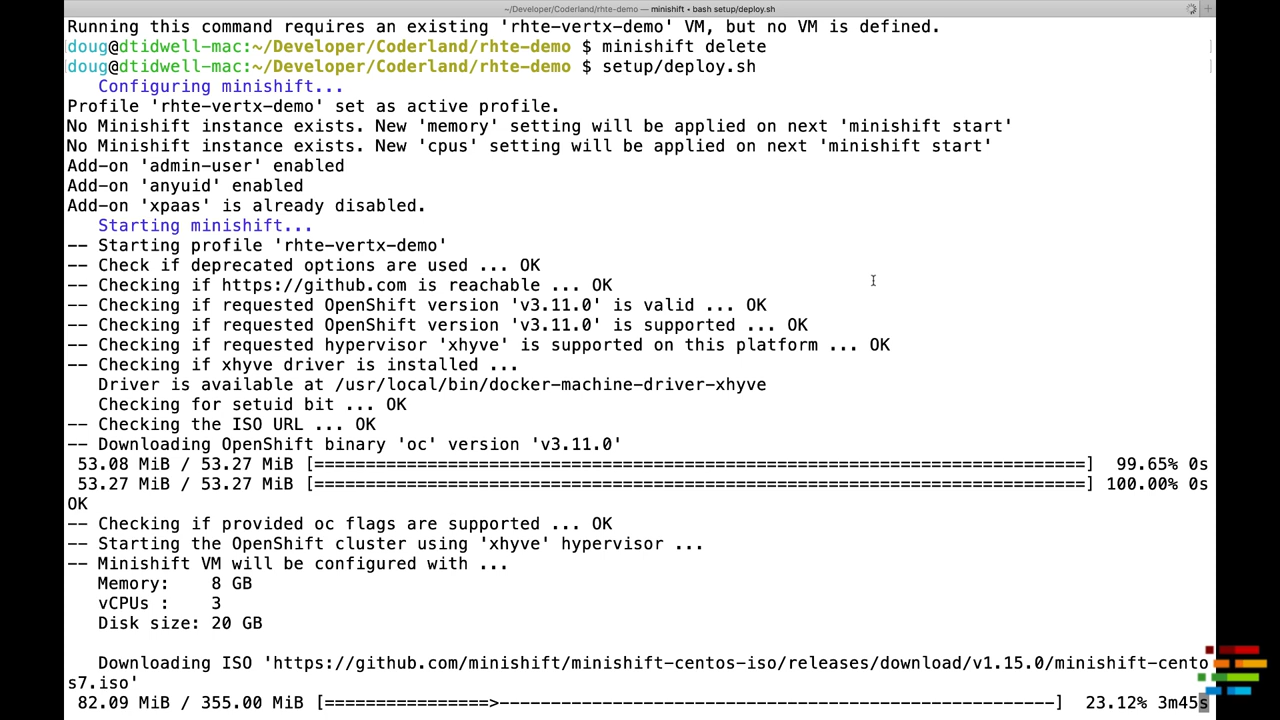 ~/Developer/Coderland/rhte-demo — minishift • bash setup/deploy.sh
Running this command requires an existing 'rhte-vertx-demo' VM, but no VM is defined.
doug@dtidwell-mac:~/Developer/Coderland/rhte-demo $ minishift delete
doug@dtidwell-mac:~/Developer/Coderland/rhte-demo $ setup/deploy.sh
Configuring minishift...
Profile 'rhte-vertx-demo' set as active profile.
No Minishift instance exists. New 'memory' setting will be applied on next 'minishift start'
No Minishift instance exists. New 'cpus' setting will be applied on next 'minishift start'
Add-on 'admin-user' enabled
Add-on 'anyuid' enabled
Add-on 'xpaas' is already disabled.
Starting minishift...
-- Starting profile 'rhte-vertx-demo'
-- Check if deprecated options are used ... OK
-- Checking if https://github.com is reachable ... OK
-- Checking if requested OpenShift version 'v3.11.0' is valid ... OK
-- Checking if requested OpenShift version 'v3.11.0' is supported ... OK
-- Checking if requested hypervisor 'xhyve' is supported on this platform ... OK
-- Checking if xhyve driver is installed ...
Driver is available at /usr/local/bin/docker-machine-driver-xhyve
Checking for setuid bit ... OK
-- Checking the ISO URL ... OK
-- Downloading OpenShift binary 'oc' version 'v3.11.0'
53.08 MiB / 53.27 MiB [===========================================================================] 99.65% 0s
53.27 MiB / 53.27 MiB [===========================================================================] 100.00% 0s
OK
-- Checking if provided oc flags are supported ... OK
-- Starting the OpenShift cluster using 'xhyve' hypervisor ...
-- Minishift VM will be configured with ...
Memory:    8 GB
vCPUs :    3
Disk size: 20 GB
Downloading ISO 'https://github.com/minishift/minishift-centos-iso/releases/download/v1.15.0/minishift-cento
s7.iso'
82.09 MiB / 355.00 MiB [================>------------------------------------------------------] 23.12% 3m45s